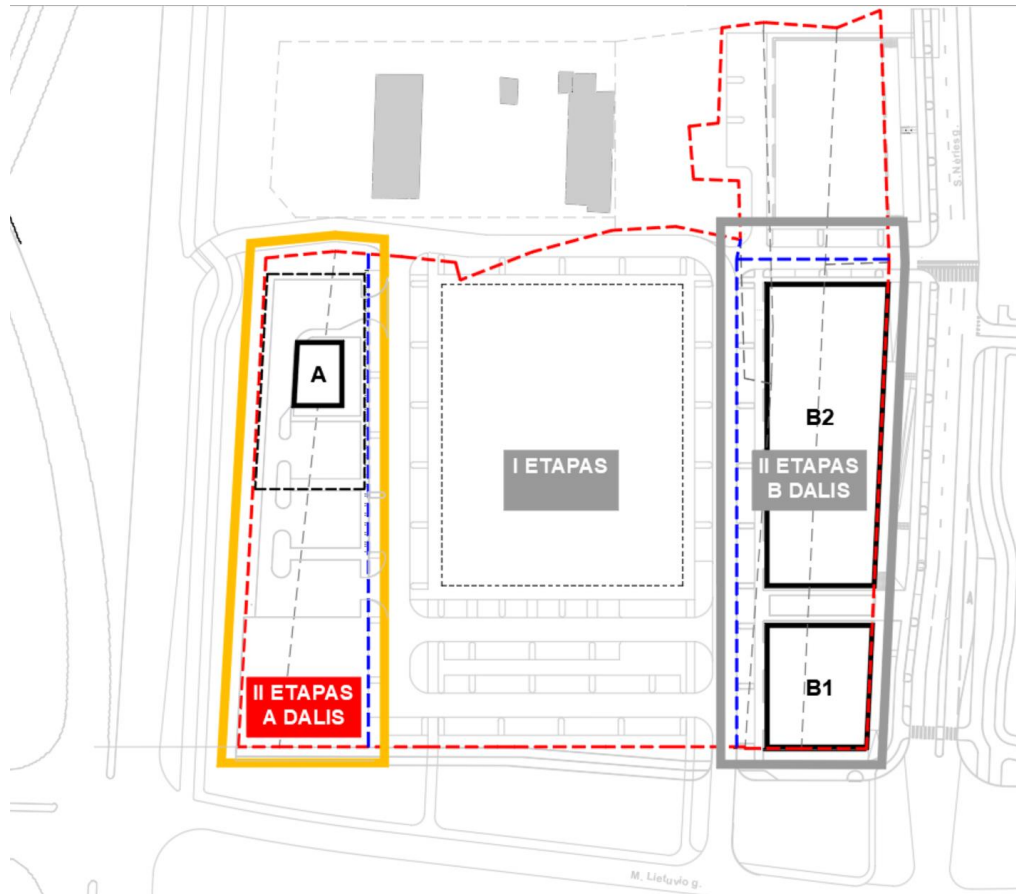 S. Nėries g.
A
B2
I ETAPAS
II ETAPAS
B DALIS
A
II ETAPAS
A DALIS
B1
M. Lietuvio g.